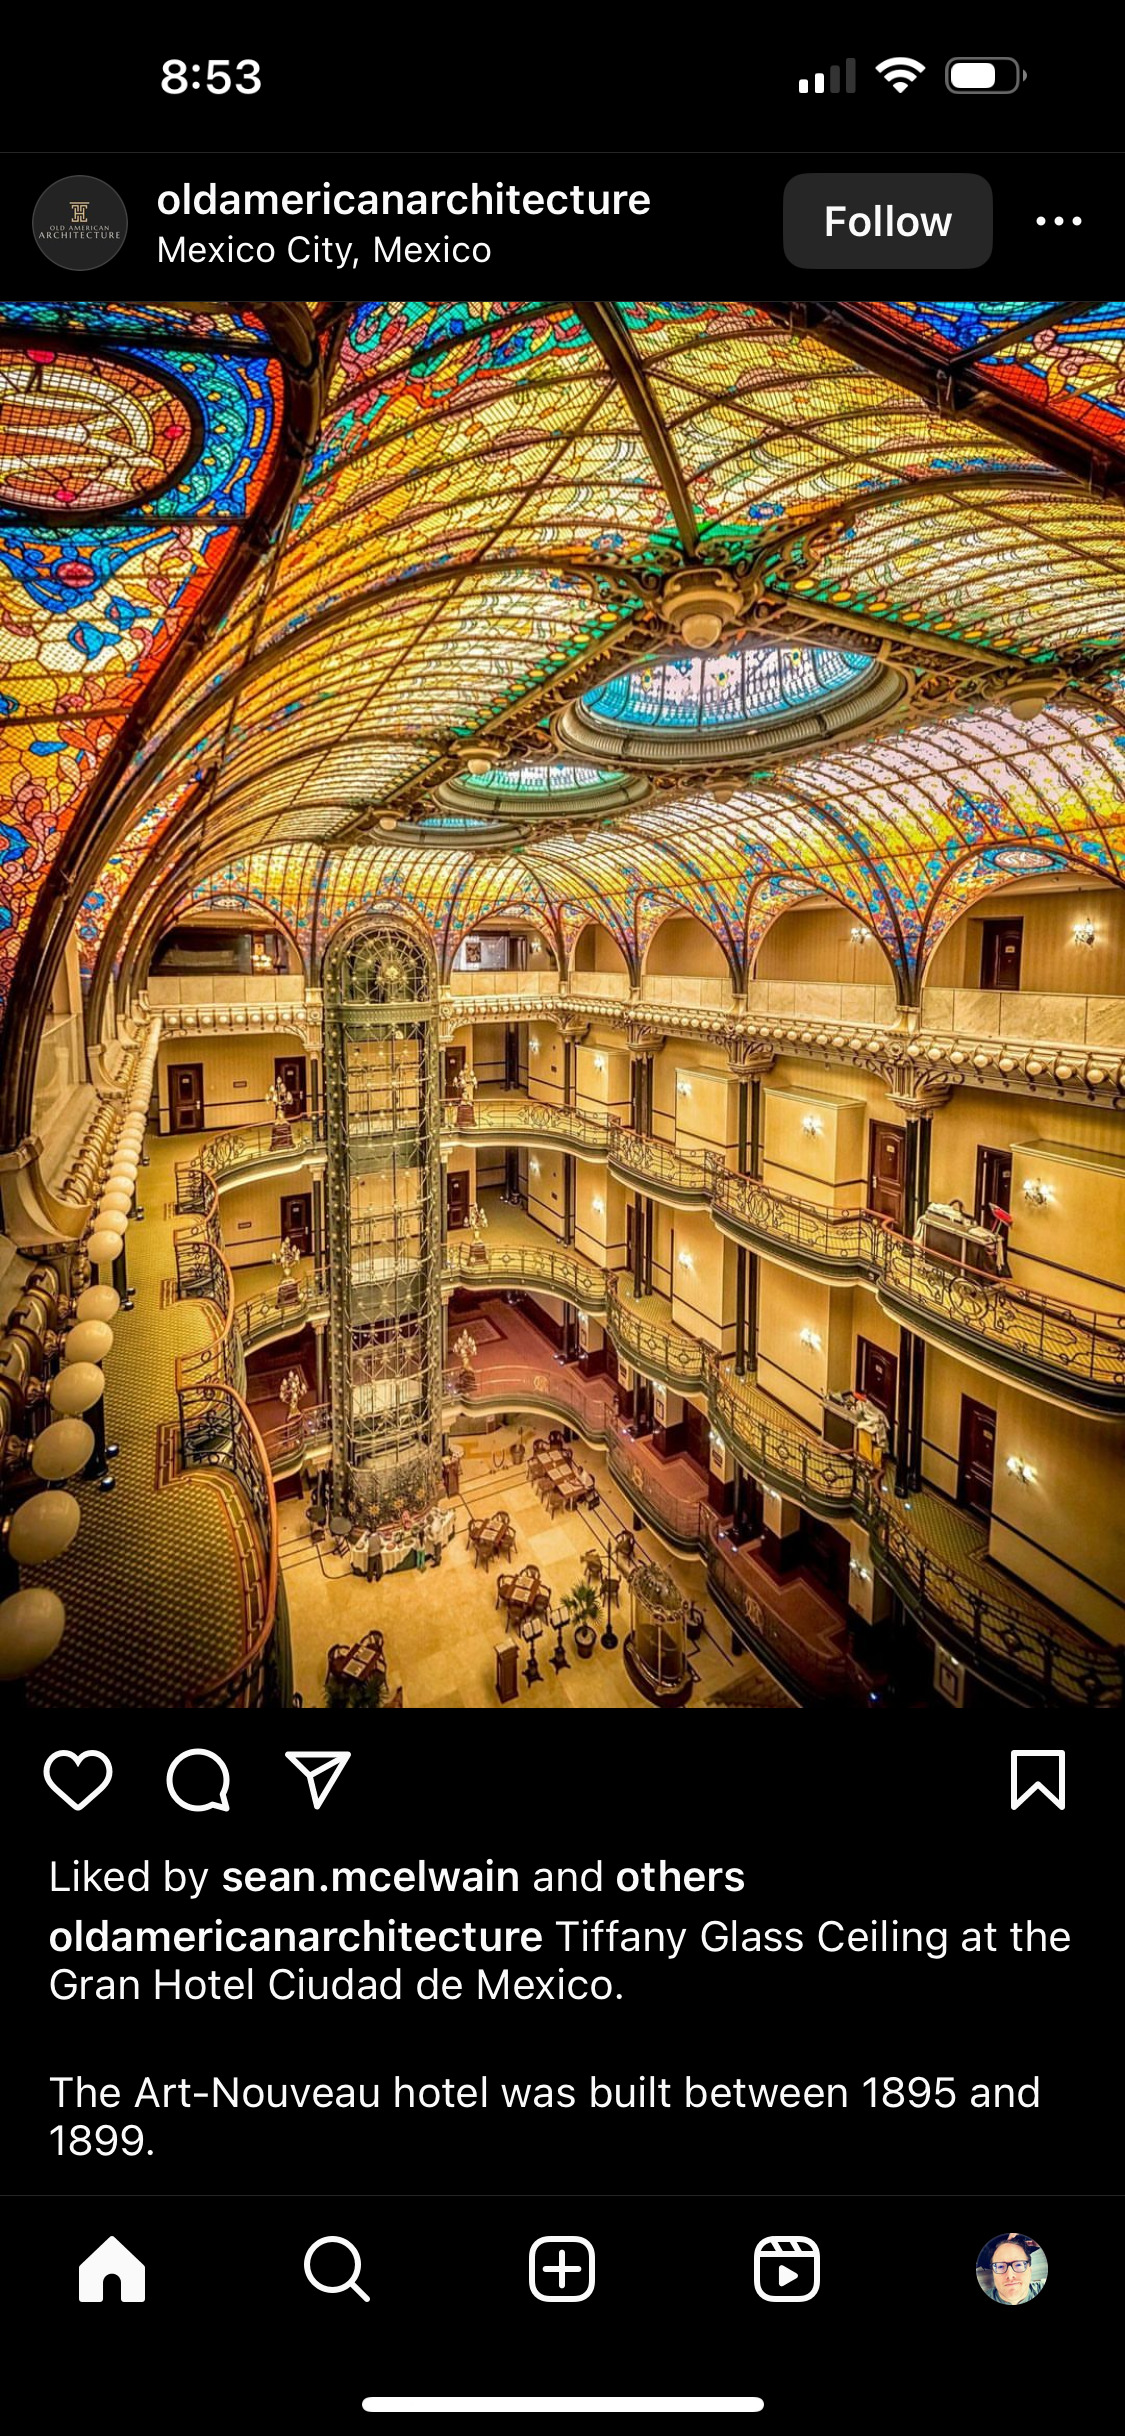 8:53
OLD AMERICAN
ARCHITECTURE
oldamericanarchitecture
Mexico City, Mexico
Follow
Liked by sean.mcelwain and others
oldamericanarchitecture Tiffany Glass Ceiling at the
Gran Hotel Ciudad de Mexico.
The Art-Nouveau hotel was built between 1895 and
1899.